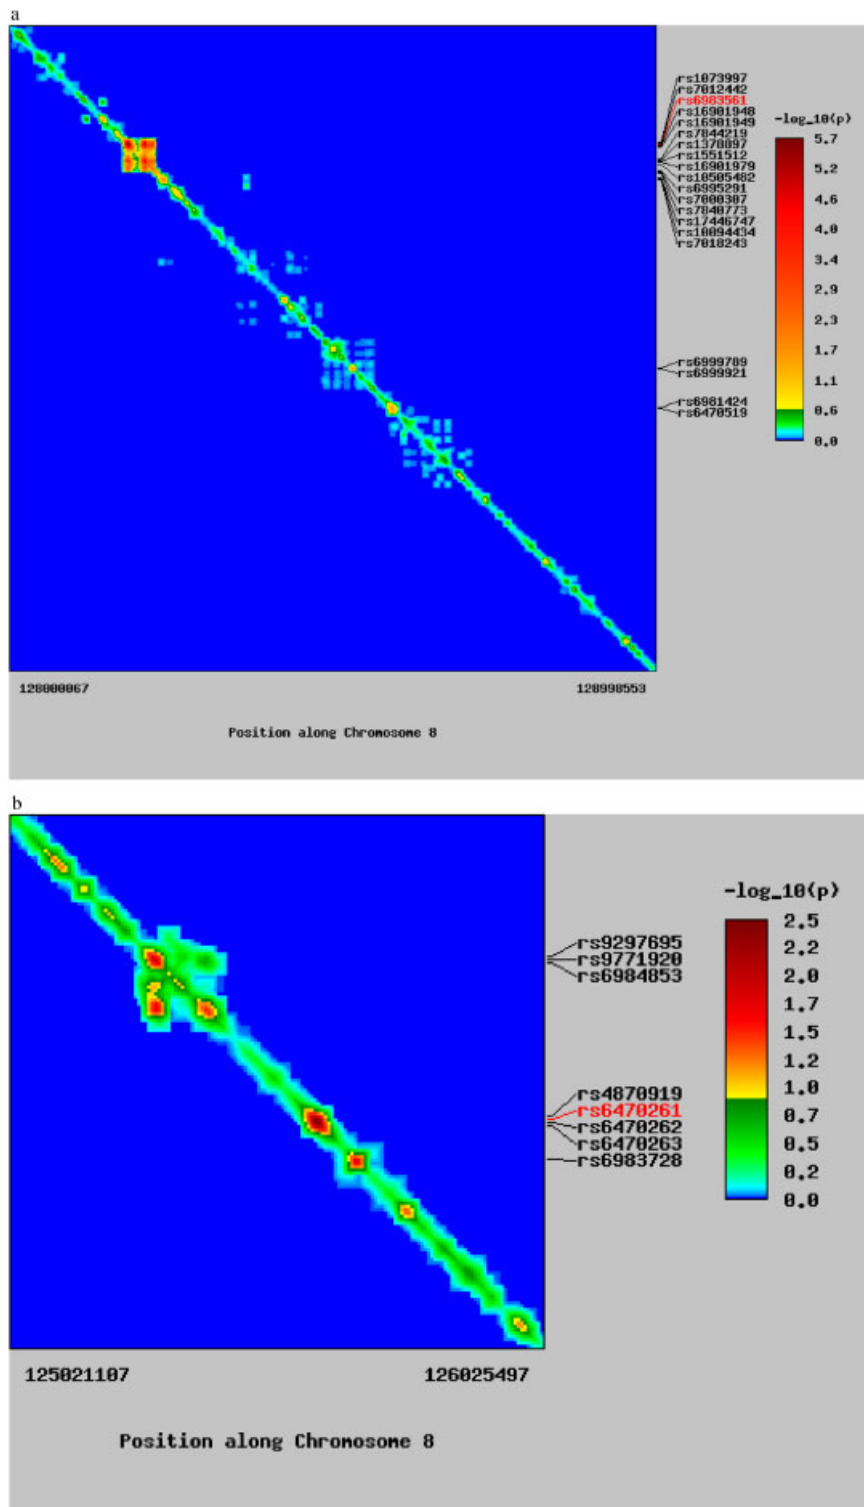 a
rs1073997
rs7012442
rs6983561
rs16901948
rs16901949
rs7844219
rs1378897
rs1551512
rs16901979
rs10505482
rs6995291
rs7000307
rs7840773
rs17446747
rs10094434
rs7018243
rs6999789
rs6999921
rs6981424
rs6470519
-log_10(p)
5.7
5.2
4.6
4.0
3.4
2.9
2.3
1.7
1.1
0.6
0.0
128000067 128998553
Position along Chromosome 8
b
rs9297695
rs9771920
rs6984853
rs4870919
rs6470261
rs6470262
rs6470263
rs6983728
-log_10(p)
2.5
2.2
2.0
1.7
1.5
1.2
1.0
0.7
0.5
0.2
0.0
125021107 126025497
Position along Chromosome 8